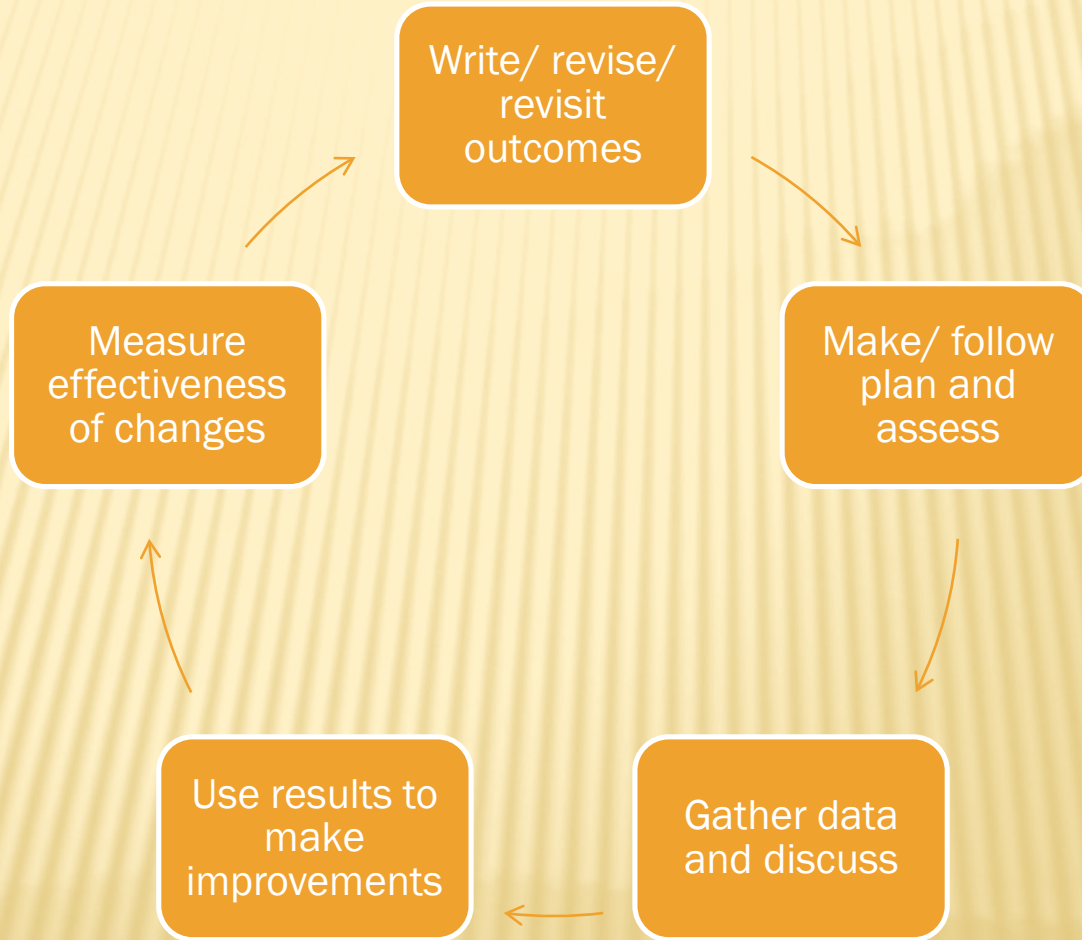 Write/ revise/
revisit
outcomes
Make/ follow
plan and
assess
Gather data
and discuss
Use results to
make
improvements
Measure
effectiveness
of changes